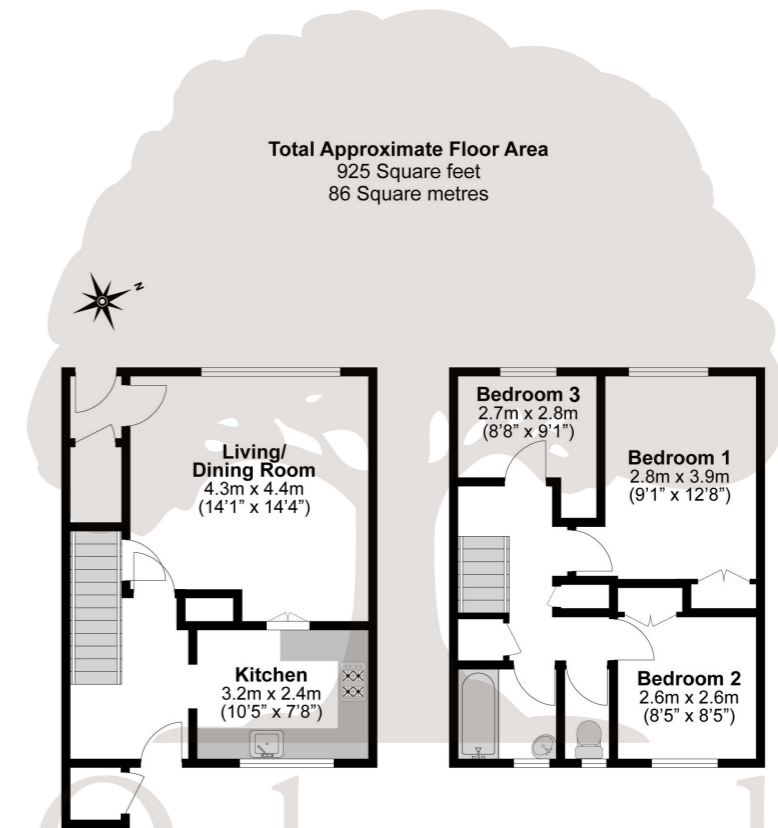 Total Approximate Floor Area
925 Square feet
86 Square metres
N
Living/
Dining Room
4.3m x 4.4m
(14’1” x 14’4”)
Kitchen
3.2m x 2.4m
(10’5” x 7’8”)
Bedroom 3
2.7m x 2.8m
(8’8” x 9’1”)
Bedroom 1
2.8m x 3.9m
(9’1” x 12’8”)
Bedroom 2
2.6m x 2.6m
(8’5” x 8’5”)